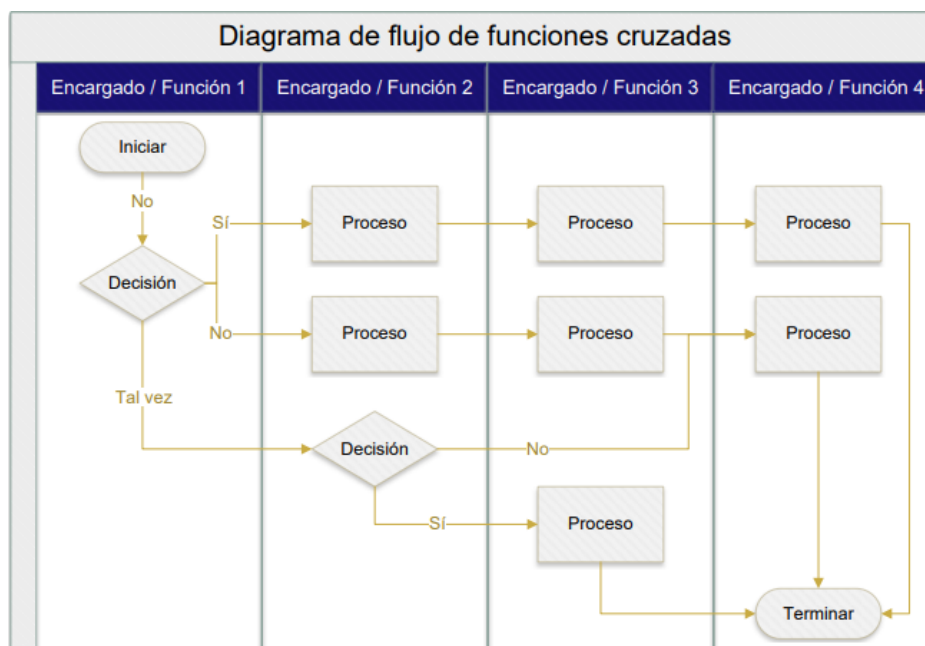 Diagrama de flujo de funciones cruzadas
Encargado / Función 1
Encargado / Función 2
Encargado / Función 3
Encargado / Función 4
Iniciar
No
Sí
Proceso
Proceso
Proceso
Decisión
No
Proceso
Proceso
Proceso
Tal vez
Decisión
No
Sí
Proceso
Terminar